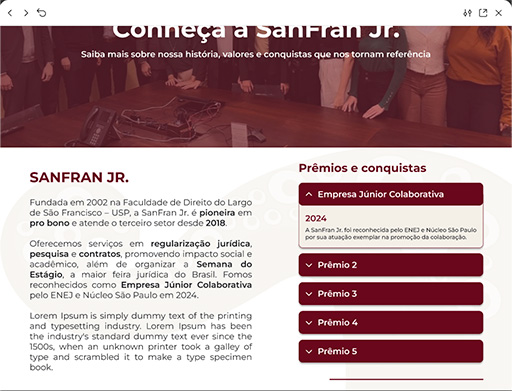 Conheça a SanFran Jr.
Saiba mais sobre nossa história, valores e conquistas que nos tornam referência
SANFRAN JR.
Fundada em 2002 na Faculdade de Direito do Largo
de São Francisco – USP, a SanFran Jr. é pioneira em
pro bono e atende o terceiro setor desde 2018.
Oferecemos serviços em regularização jurídica,
pesquisa e contratos, promovendo impacto social e
acadêmico, além de organizar a Semana do
Estágio, a maior feira jurídica do Brasil. Fomos
reconhecidos como Empresa Júnior Colaborativa
pelo ENEJ e Núcleo São Paulo em 2024.
Lorem Ipsum is simply dummy text of the printing
and typesetting industry. Lorem Ipsum has been
the industry's standard dummy text ever since the
1500s, when an unknown printer took a galley of
type and scrambled it to make a type specimen
book.
Prêmios e conquistas
Empresa Júnior Colaborativa
2024
A SanFran Jr. foi reconhecida pelo ENEJ e Núcleo São Paulo
por sua atuação exemplar na promoção da colaboração.
Prêmio 2
Prêmio 3
Prêmio 4
Prêmio 5